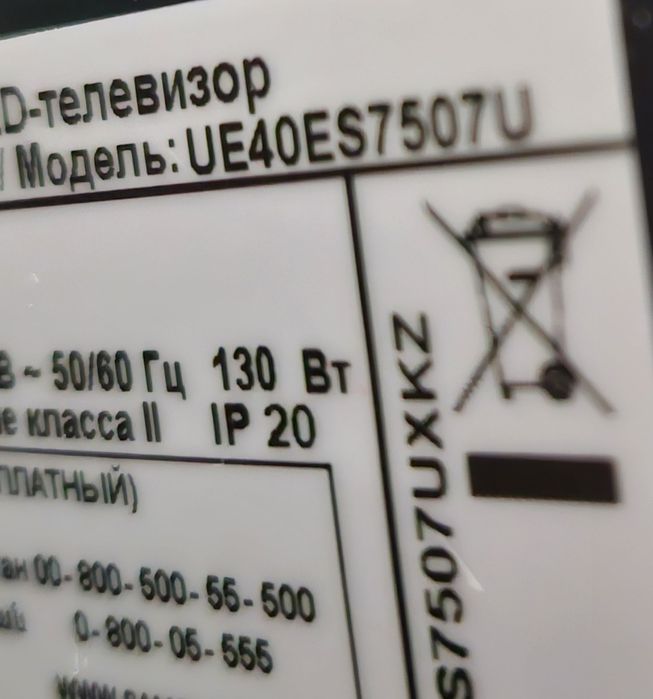 D-телевизор
Модель: UE40ES7507U
В ~ 50/60 Гц 130 Вт
е класса II IP 20
ПЛАТНЫЙ)
ан 00-800-500-55-500
0-800-05-555
S7507UXKZ